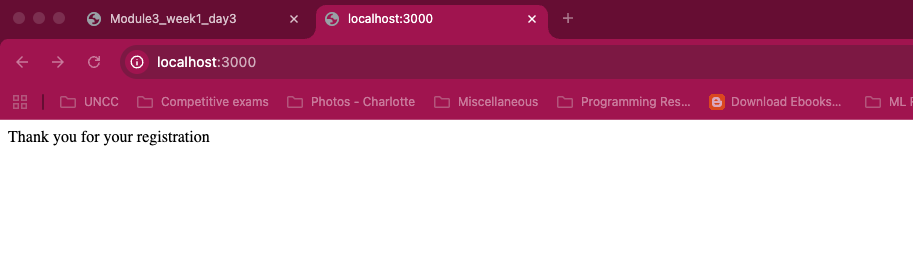 Module3_week1_day3
localhost:3000
localhost:3000
UNCC Competitive exams Photos - Charlotte Miscellaneous Programming Res... Download Ebooks... ML
Thank you for your registration